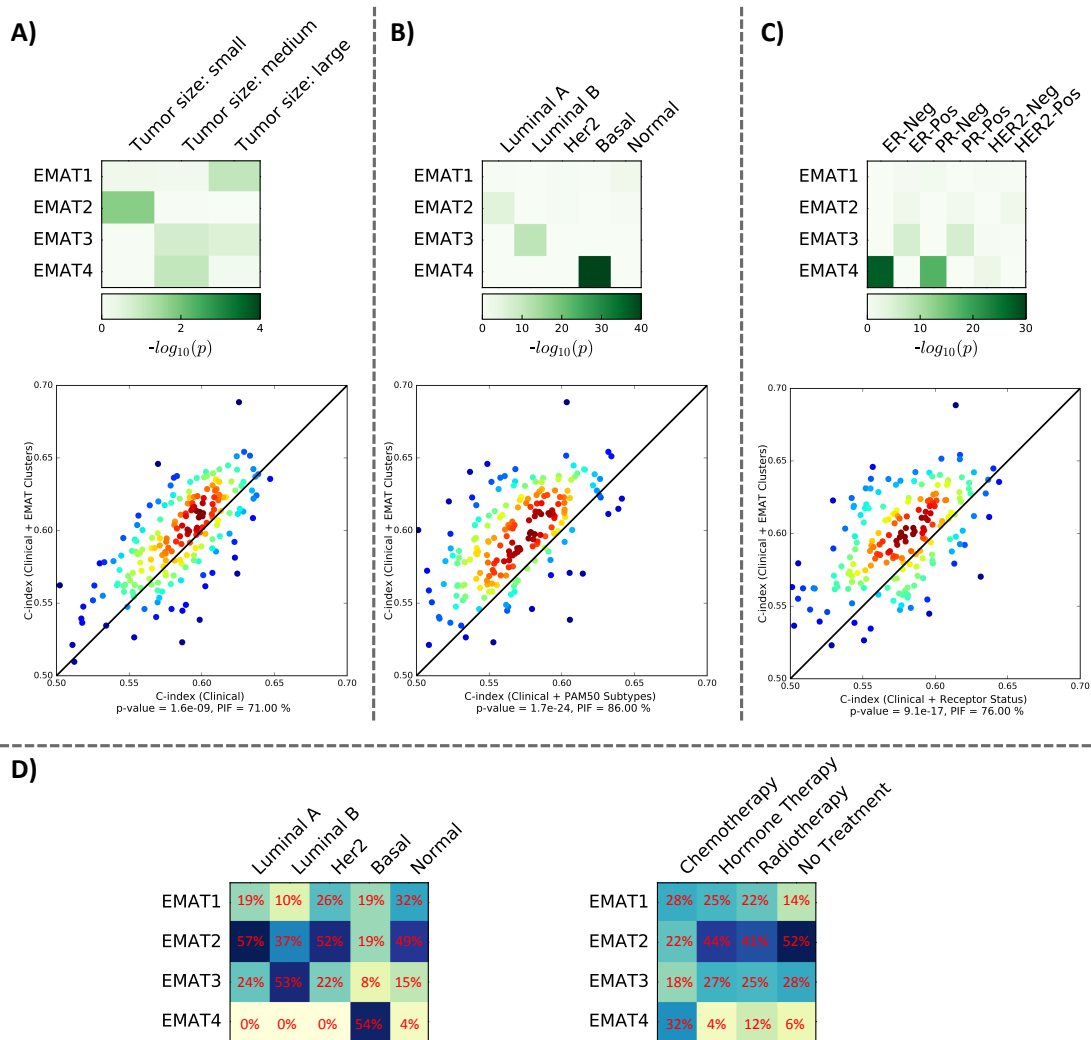 A)
Tumor size: small
Tumor size: medium
Tumor size: large
EMAT1
EMAT2
EMAT3
EMAT4
0 2 4
-log10(p)
0.70
0.65
0.60
0.55
0.50
C-index (Clinical + EMAT Clusters)
0.50 0.55 0.60 0.65 0.70
C-index (Clinical)
p-value = 1.6e-09, PIF = 71.00 %
B)
Luminal A
Luminal B
Her2
Basal
Normal
EMAT1
EMAT2
EMAT3
EMAT4
0 10 20 30 40
-log10(p)
0.70
0.65
0.60
0.55
0.50
C-index (Clinical + EMAT Clusters)
0.50 0.55 0.60 0.65 0.70
C-index (Clinical + PAM50 Subtypes)
p-value = 1.7e-24, PIF = 86.00 %
C)
ER-Neg
ER-Pos
PR-Neg
PR-Pos
HER2-Neg
HER2-Pos
EMAT1
EMAT2
EMAT3
EMAT4
0 10 20 30
-log10(p)
0.70
0.65
0.60
0.55
0.50
C-index (Clinical + EMAT Clusters)
0.50 0.55 0.60 0.65 0.70
C-index (Clinical + Receptor Status)
p-value = 9.1e-17, PIF = 76.00 %
D)
Luminal A
Luminal B
Her2
Basal
Normal
EMAT1 19% 10% 26% 19% 32%
EMAT2 57% 37% 52% 19% 49%
EMAT3 24% 53% 22% 8% 15%
EMAT4 0% 0% 0% 54% 4%
Chemotherapy
Hormone Therapy
Radiotherapy
No Treatment
EMAT1 28% 25% 22% 14%
EMAT2 22% 44% 41% 52%
EMAT3 18% 27% 25% 28%
EMAT4 32% 4% 12% 6%